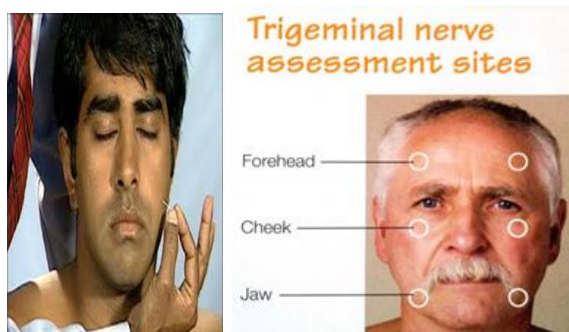 Trigeminal nerve
assessment sites
Forehead
Cheek
Jaw